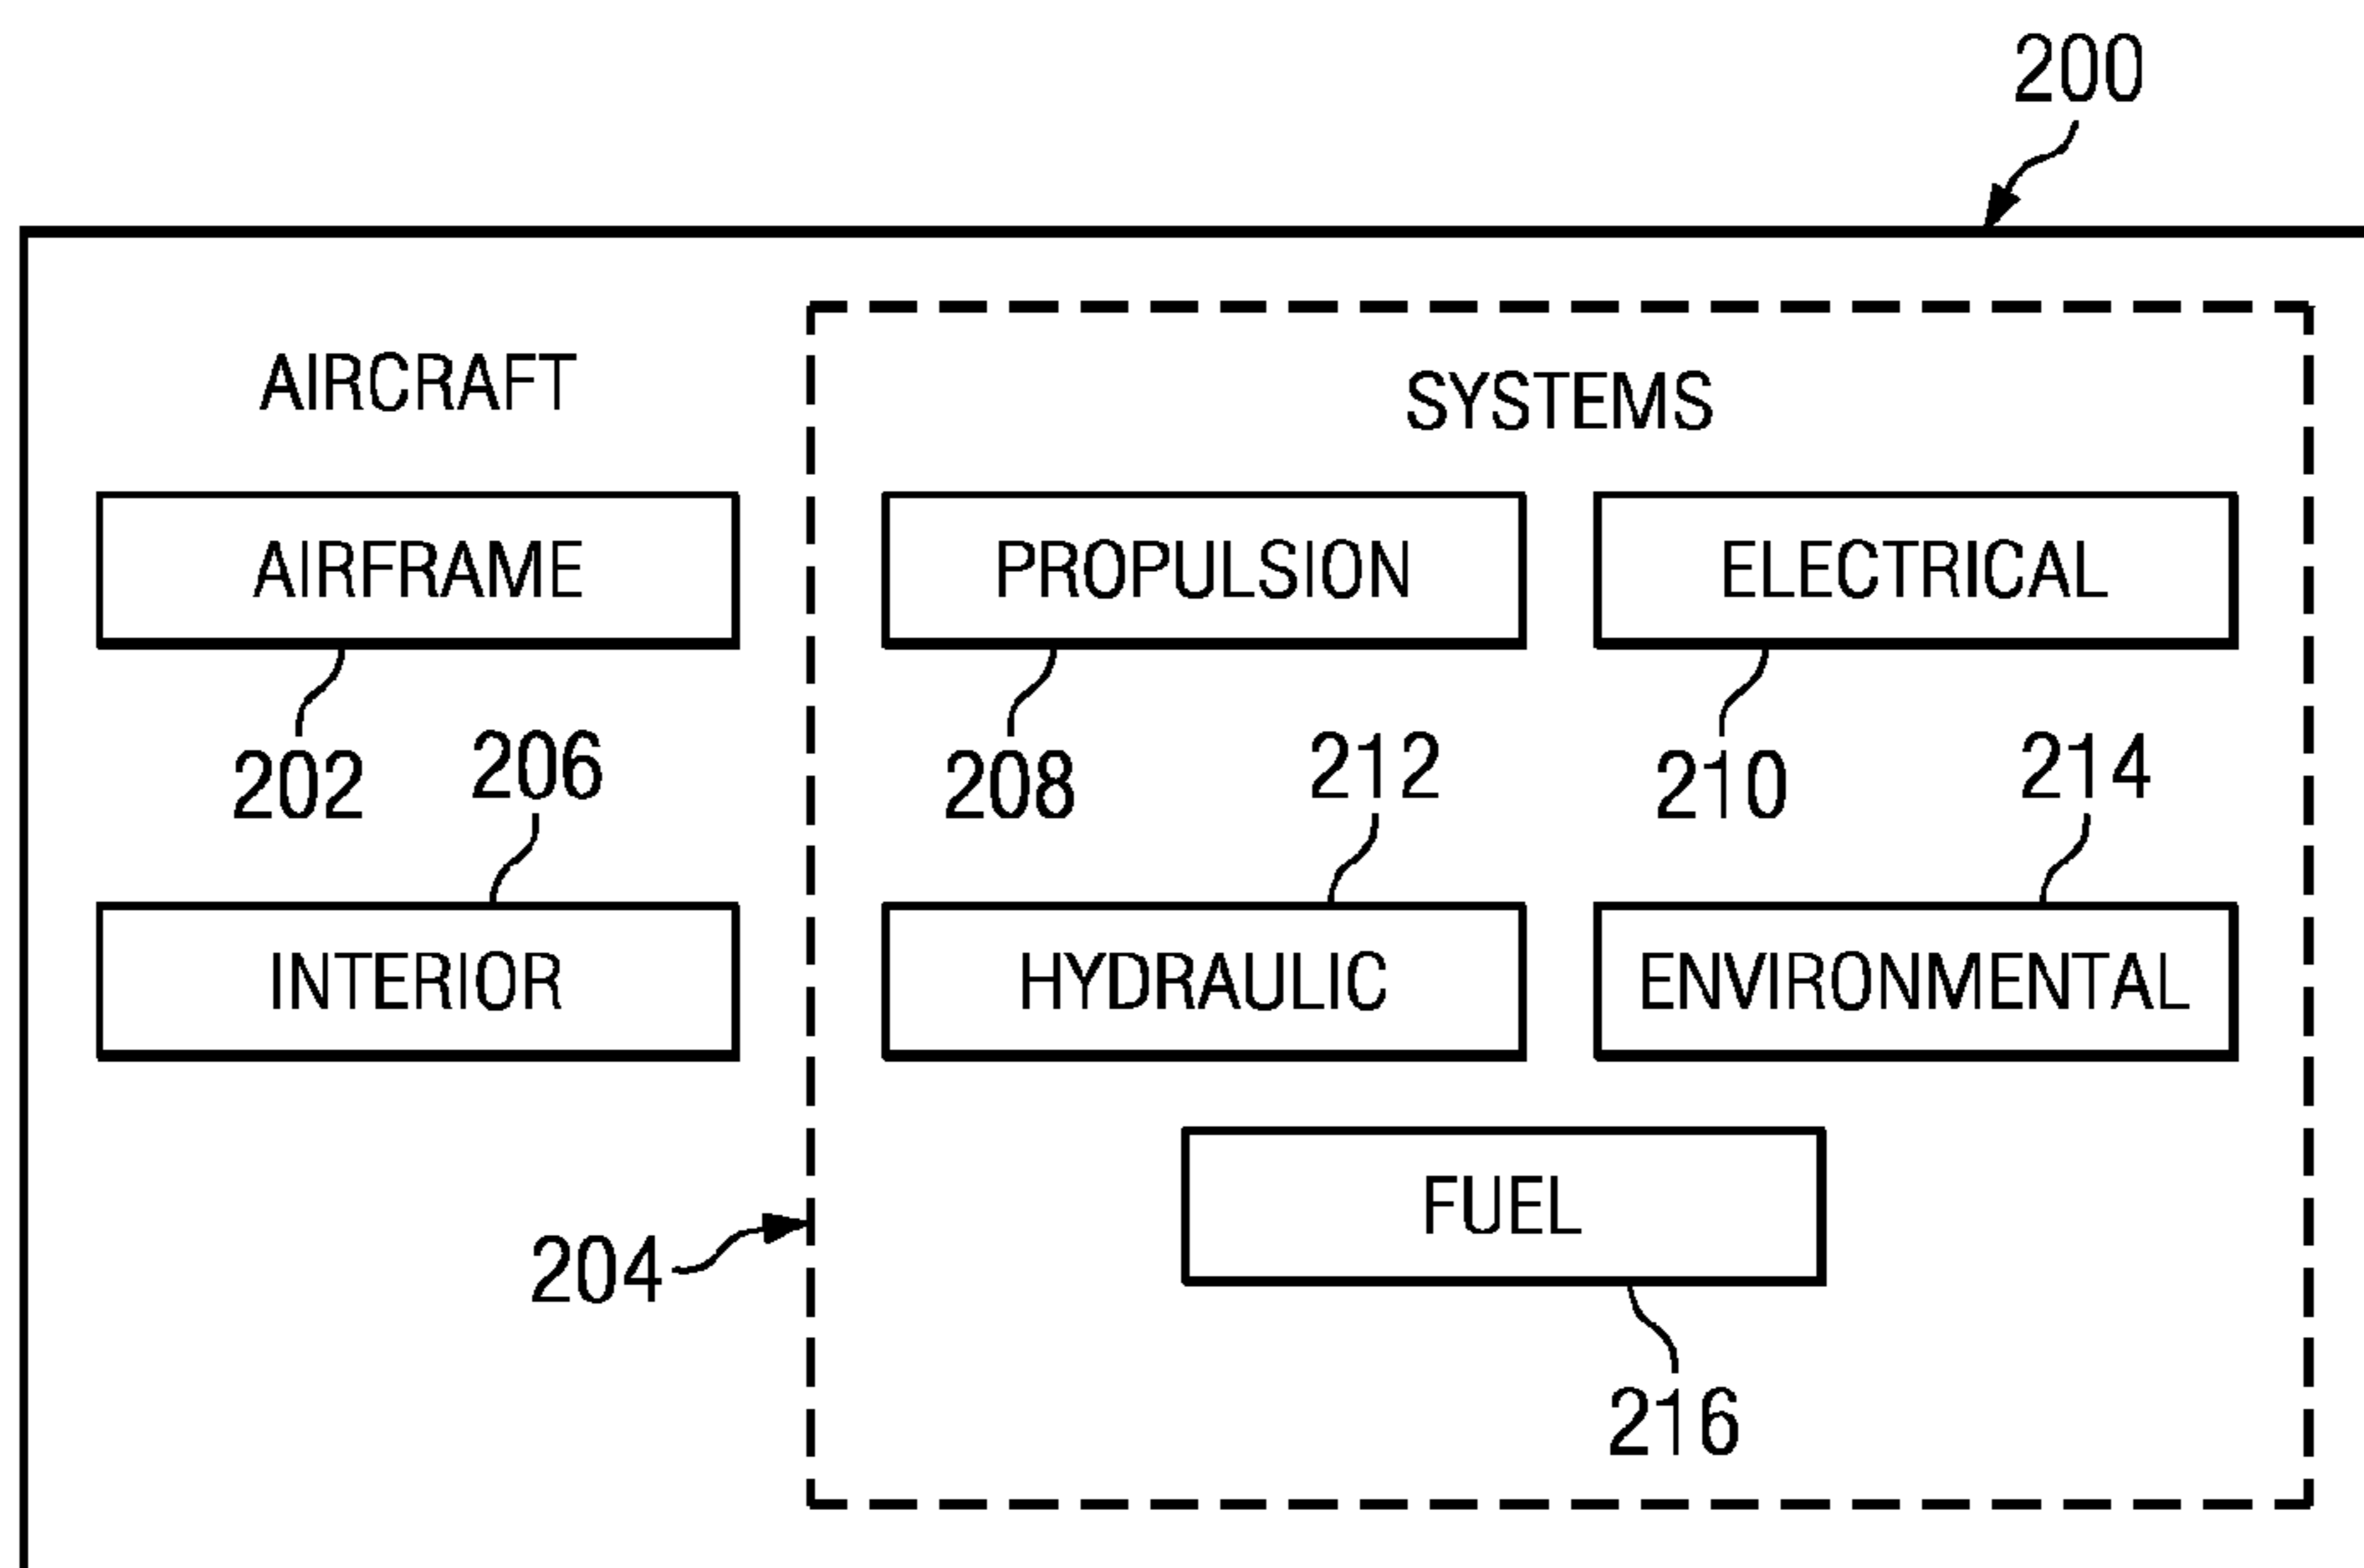 200
AIRCRAFT
SYSTEMS
AIRFRAME
PROPULSION
ELECTRICAL
202
206
208
212
210
214
INTERIOR
HYDRAULIC
ENVIRONMENTAL
FUEL
204
216